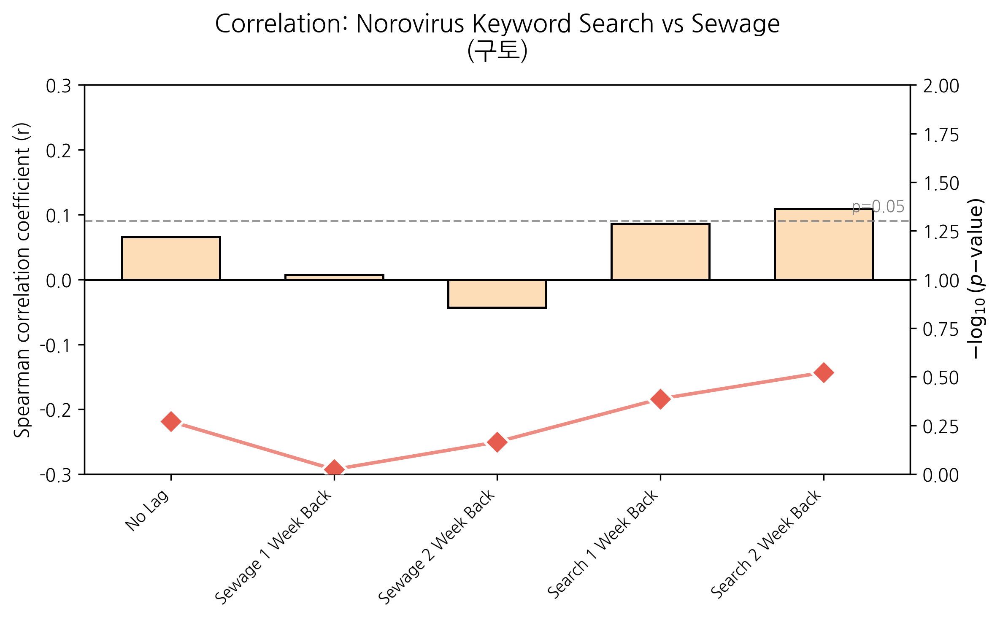 Correlation: Norovirus Keyword Search vs Sewage
(구토)
Spearman correlation coefficient (r)
0.3
0.2
0.1
0.0
-0.1
-0.2
-0.3
p=0.05
2.00
1.75
1.50
1.25
1.00
0.75
0.50
0.25
0.00
−log₁₀ (p−value)
No Lag
Sewage 1 Week Back
Sewage 2 Week Back
Search 1 Week Back
Search 2 Week Back